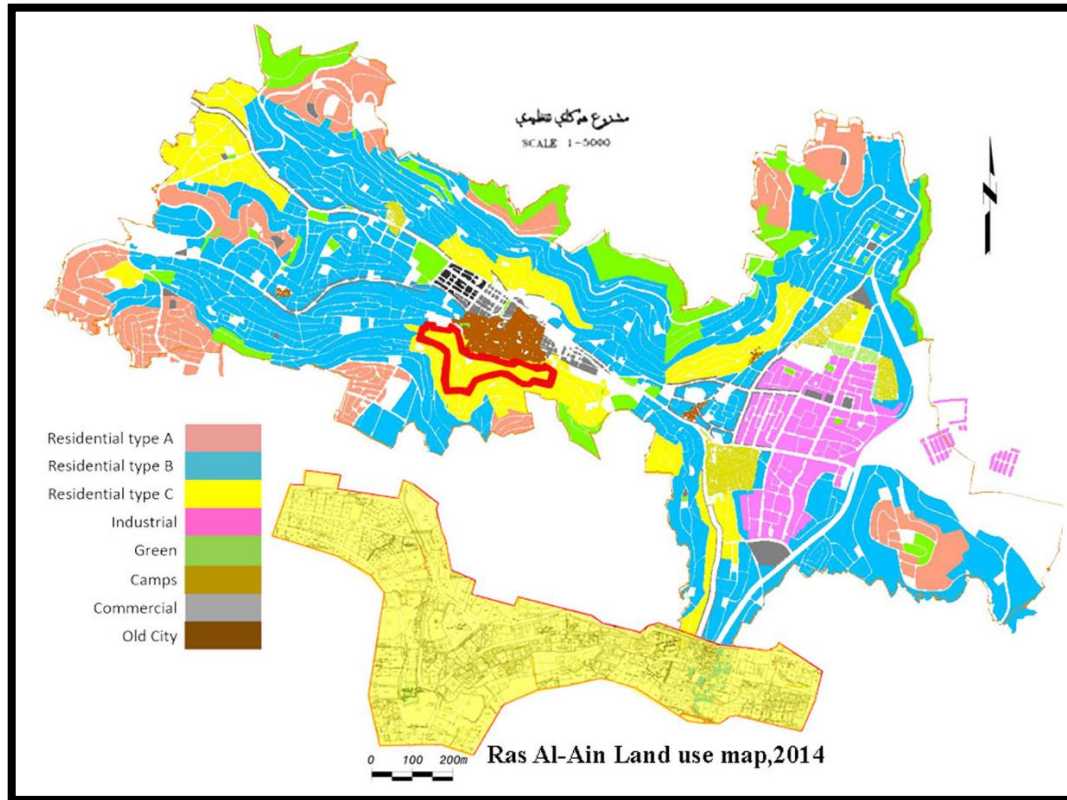 مشروع هيكلي تنظيمي
SCALE 1-5000
Residential type A
Residential type B
Residential type C
Industrial
Green
Camps
Commercial
Old City
0 100 200m
Ras Al-Ain Land use map,2014